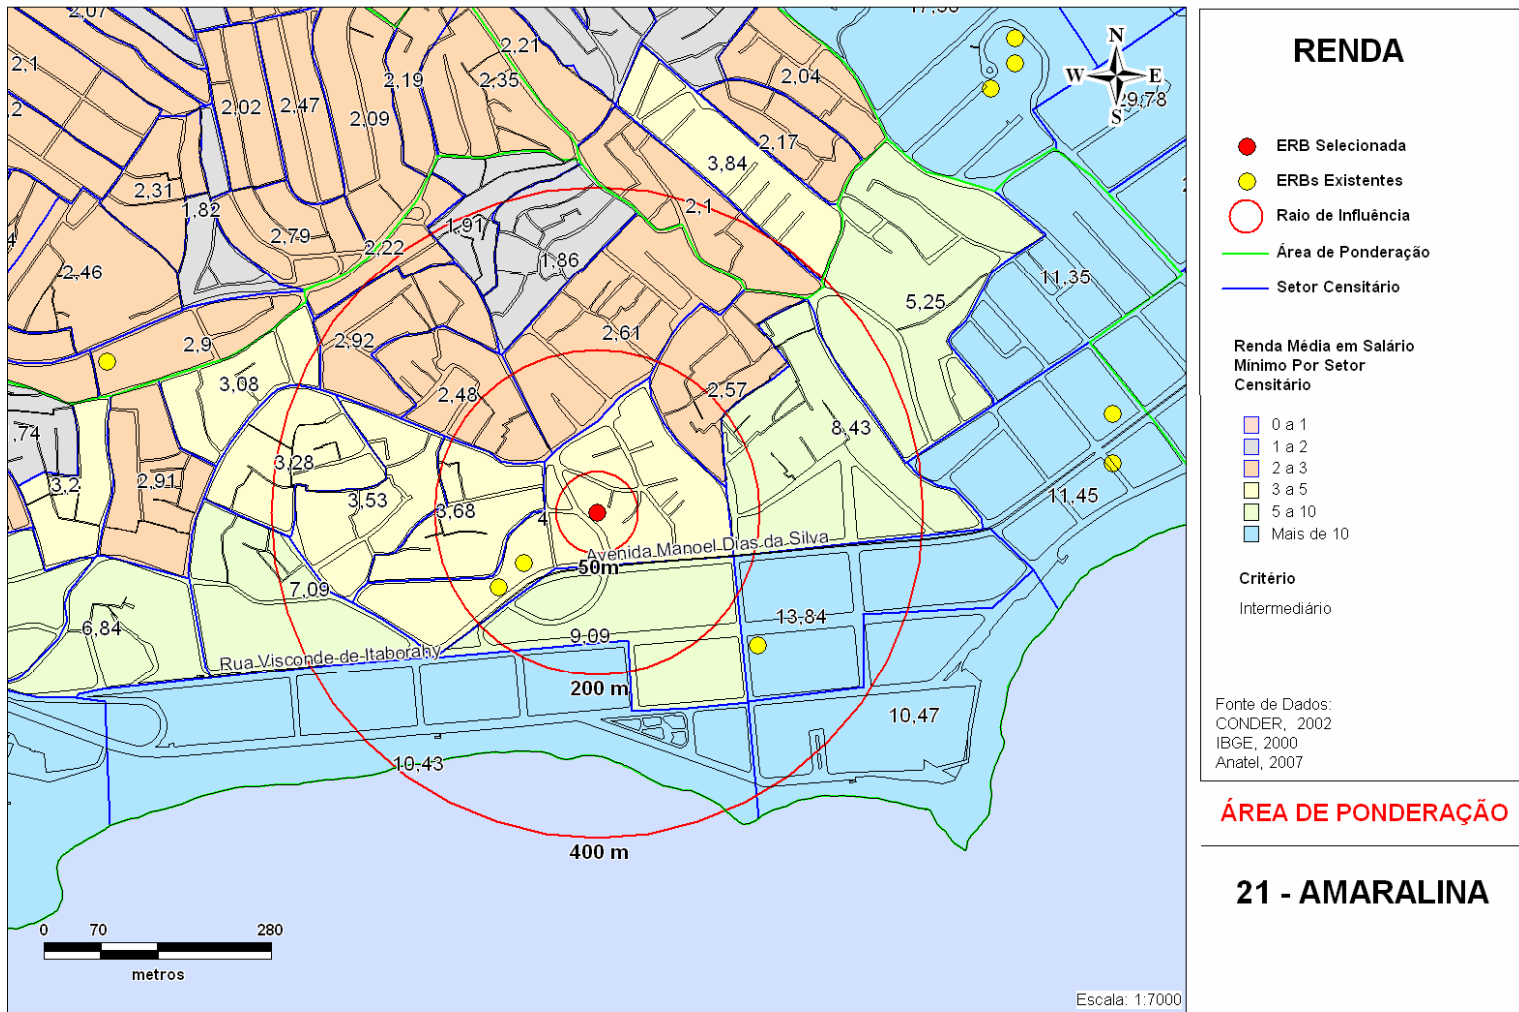 2,07
17,50
2,21
2,1
2,19
2,35
2,04
29,78
2,02
2,47
2,09
2,17
3,84
2,31
1,82
2,1
1,91
2,79
2,22
1,86
2,46
11,35
5,25
2,9
2,92
2,61
3,08
2,48
2,57
8,43
,74
3,28
3,2
2,91
3,53
3,68
4
11,45
Avenida Manoel Dias da Silva
50m
7,09
6,84
13,84
9,09
Rua Visconde de Itaborahy
200 m
10,47
10,43
400 m
0 70 280
metros
Escala: 1:7000
N
W E
S
RENDA
ERB Selecionada
ERBs Existentes
Raio de Influência
Área de Ponderação
Setor Censitário
Renda Média em Salário
Mínimo Por Setor
Censitário
0 a 1
1 a 2
2 a 3
3 a 5
5 a 10
Mais de 10
Critério
Intermediário
Fonte de Dados:
CONDER, 2002
IBGE, 2000
Anatel, 2007
ÁREA DE PONDERAÇÃO
21 - AMARALINA